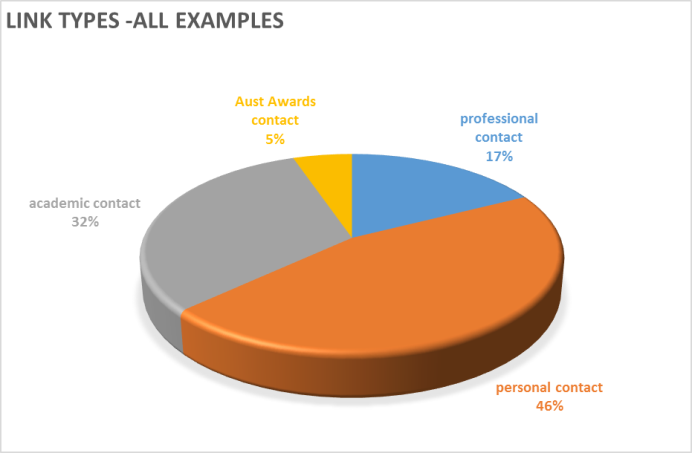 LINK TYPES -ALL EXAMPLES
Aust Awards
contact
5%
professional
contact
17%
academic contact
32%
personal contact
46%